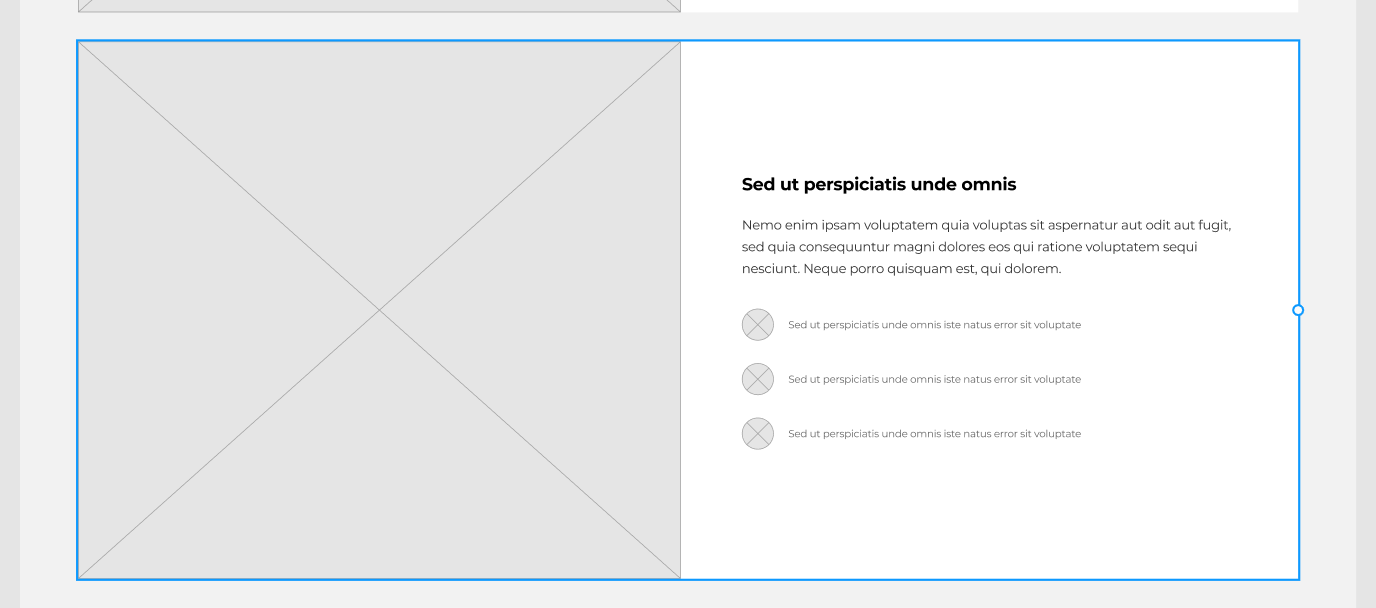 Sed ut perspiciatis unde omnis
Nemo enim ipsam voluptatem quia voluptas sit aspernatur aut odit aut fugit,
sed quia consequuntur magni dolores eos qui ratione voluptatem sequi
nesciunt. Neque porro quisquam est, qui dolorem.
Sed ut perspiciatis unde omnis iste natus error sit voluptate
Sed ut perspiciatis unde omnis iste natus error sit voluptate
Sed ut perspiciatis unde omnis iste natus error sit voluptate